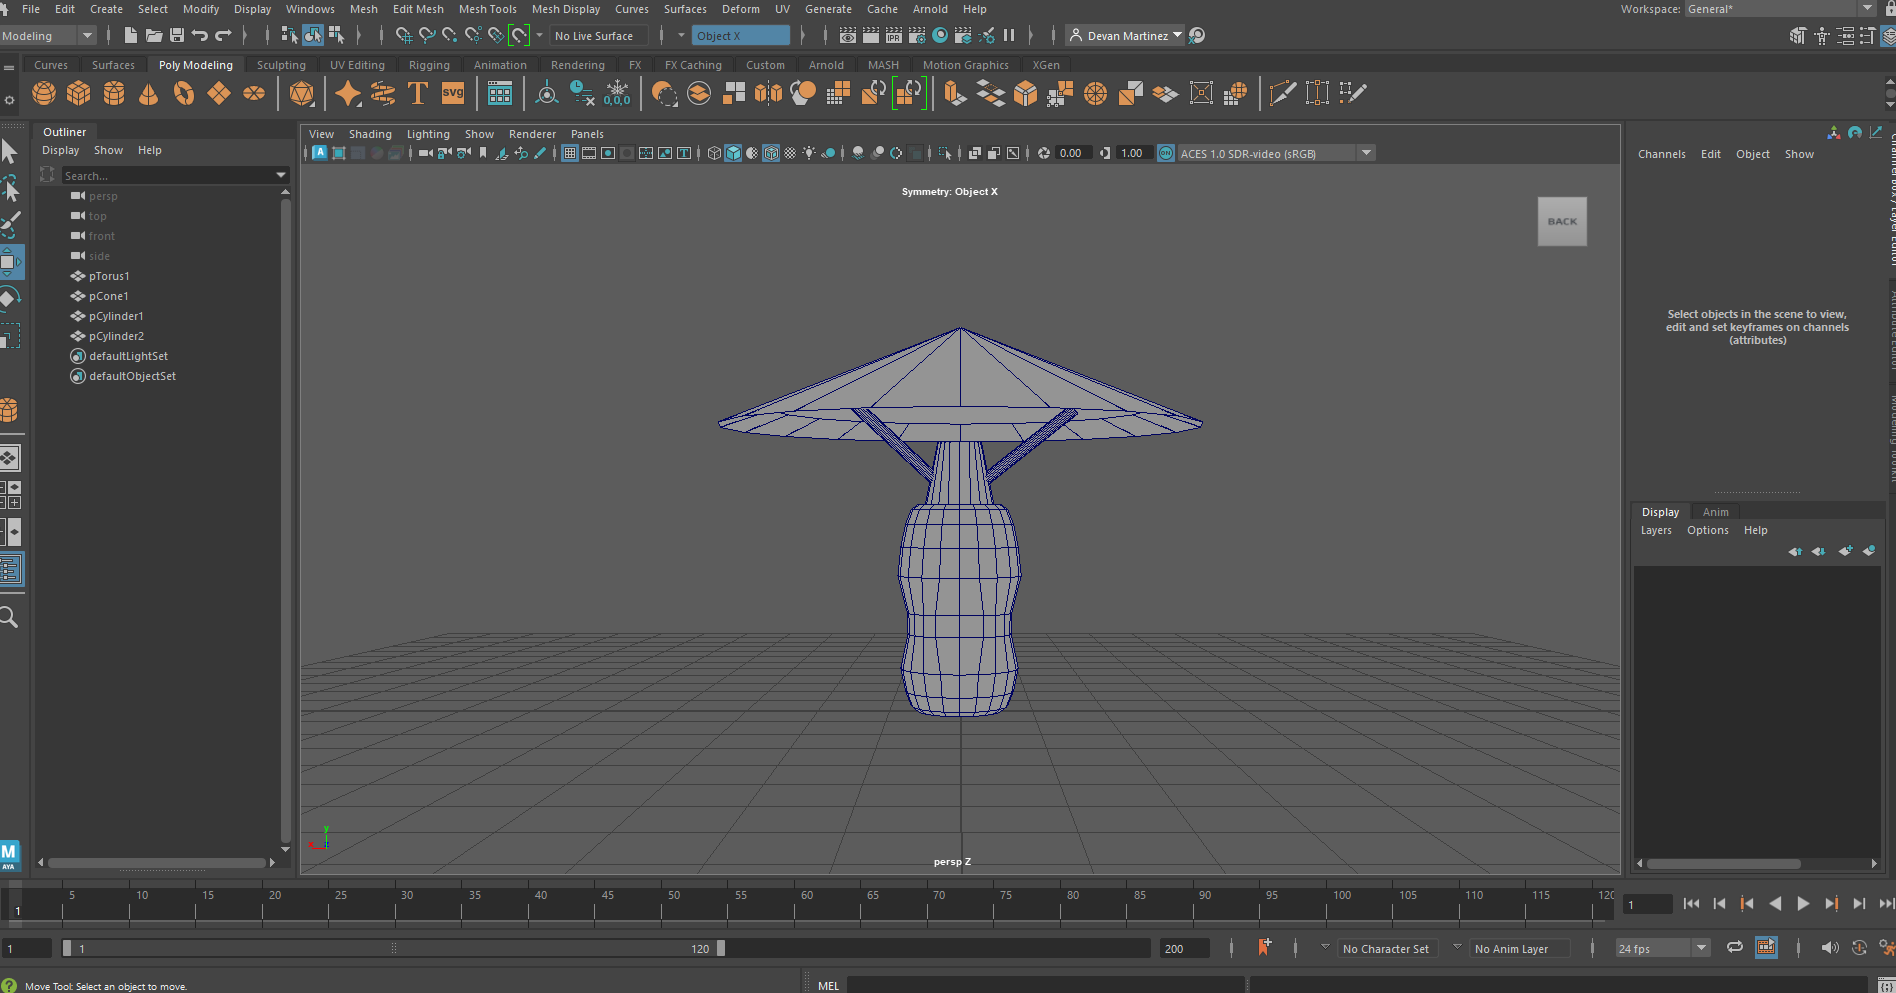 File Edit Create Select Modify Display Windows Mesh Edit Mesh Mesh Tools Mesh Display Curves Surfaces Deform UV Generate Cache Arnold Help Workspace: General*
Modeling No Live Surface Object X Devan Martinez
Curves Surfaces Poly Modeling Sculpting UV Editing Rigging Animation Rendering FX FX Caching Custom Arnold MASH Motion Graphics XGen
T SVG 0,0,0
Outliner
Display Show Help
Search...
persp
top
front
side
pTorus1
pCone1
pCylinder1
pCylinder2
defaultLightSet
defaultObjectSet
View Shading Lighting Show Renderer Panels
0.00 1.00 ON ACES 1.0 SDR-video (sRGB)
Symmetry: Object X
BACK
y
persp Z
Channels Edit Object Show
Select objects in the scene to view,
edit and set keyframes on channels
(attributes)
Display Anim
Layers Options Help
M
AYA
5 10 15 20 25 30 35 40 45 50 55 60 65 70 75 80 85 90 95 100 105 110 115 120
1 1
1 1 120 200 No Character Set No Anim Layer 24 fps
Move Tool: Select an object to move. MEL